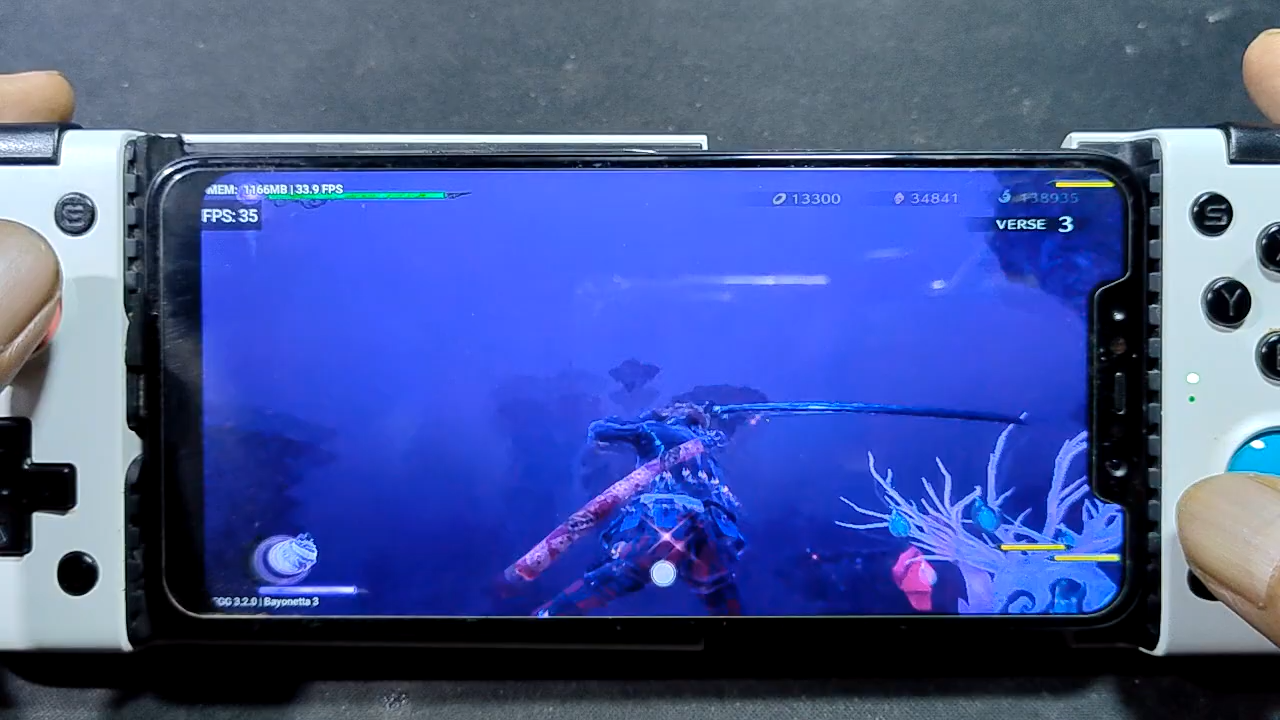 MEM: 1166MB | 33.9 FPS
FPS: 35
13300
34841
138935
VERSE 3
EGG 3.2.0 | Bayonetta 3
S
S
Y